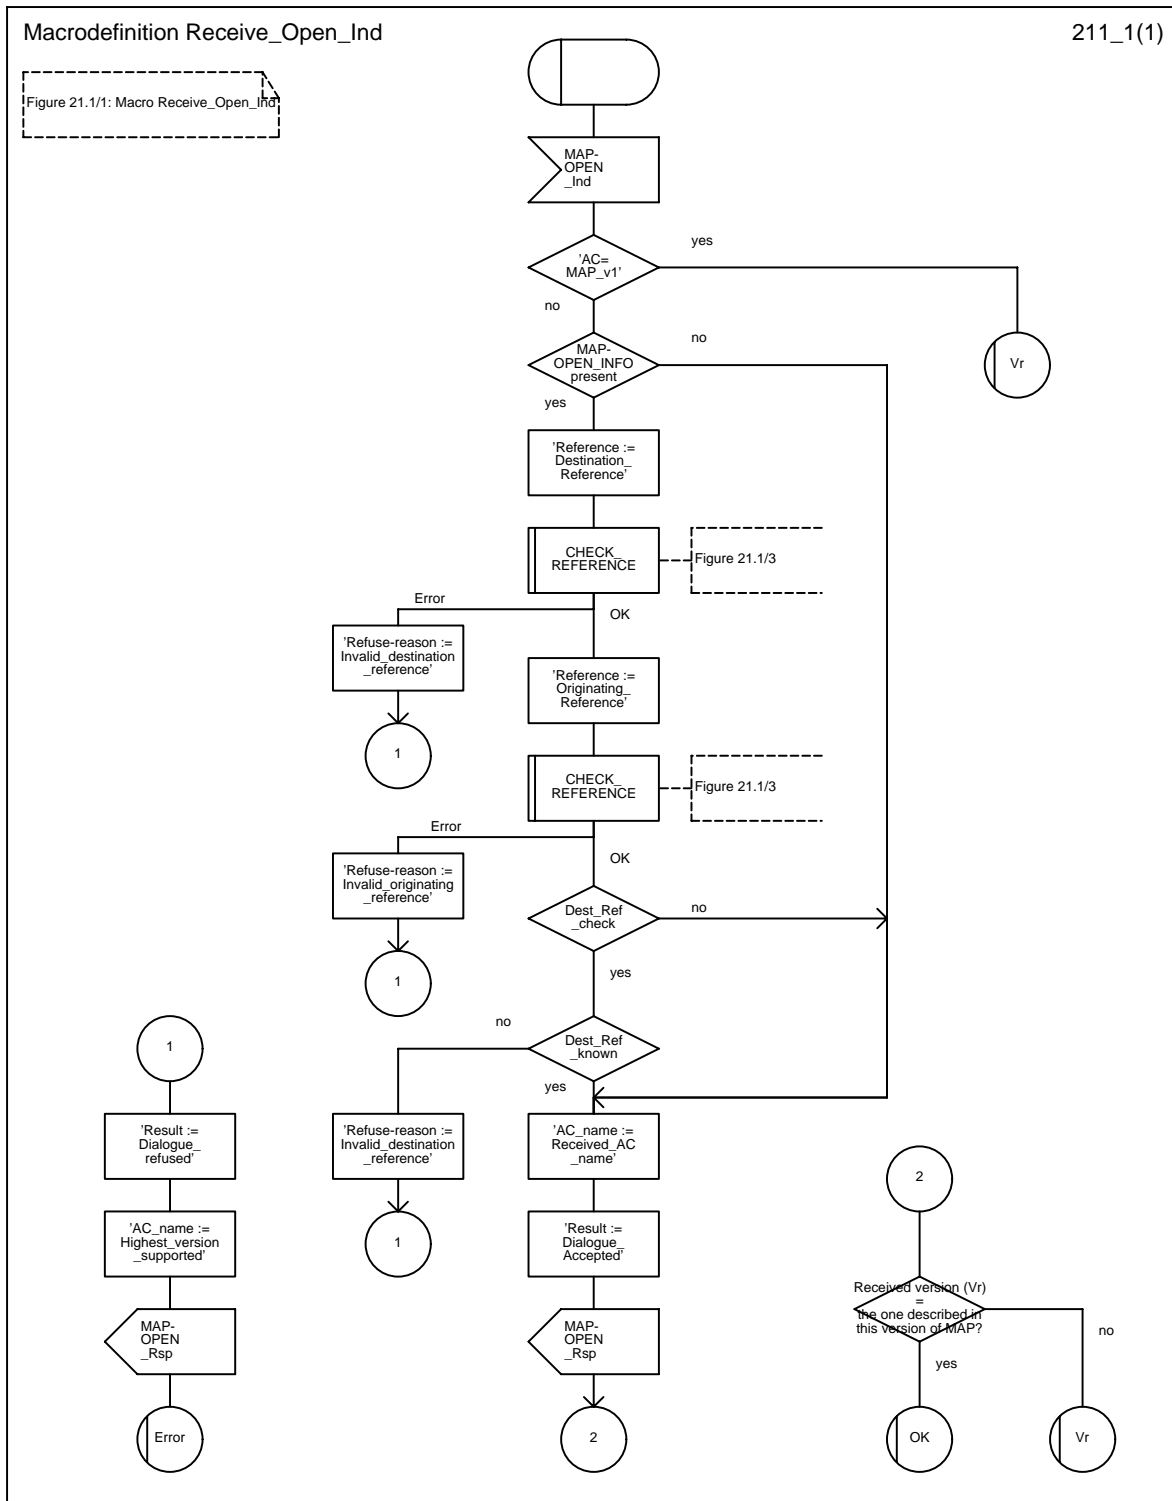 Macrodefinition Receive_Open_Ind
211_1(1)
Figure 21.1/1: Macro Receive_Open_Ind
MAP-
OPEN
_Ind
yes
'AC=
MAP_v1'
no
no
MAP-
OPEN_INFO
present
Vr
yes
'Reference :=
Destination_
Reference'
CHECK_
REFERENCE
Figure 21.1/3
Error
OK
'Refuse-reason :=
Invalid_destination
_reference'
'Reference :=
Originating_
Reference'
1
CHECK_
REFERENCE
Figure 21.1/3
Error
OK
'Refuse-reason :=
Invalid_originating
_reference'
Dest_Ref
_check
no
1
yes
no
1
Dest_Ref
_known
yes
'Result :=
Dialogue_
refused'
'Refuse-reason :=
Invalid_destination
_reference'
'AC_name :=
Received_AC
_name'
2
'AC_name :=
Highest_version
_supported'
1
'Result :=
Dialogue_
Accepted'
Received version (Vr)
=
the one described in
this version of MAP?
MAP-
OPEN
_Rsp
MAP-
OPEN
_Rsp
no
yes
Error
2
OK
Vr